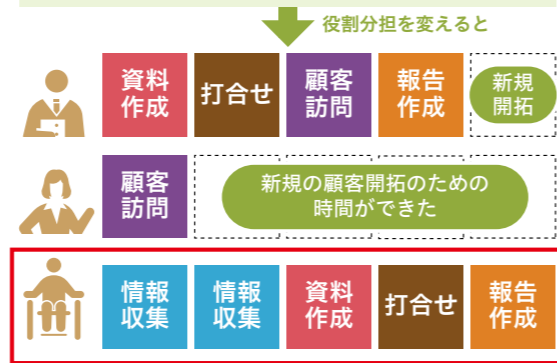 役割分担を変えると
資料
作成
打合せ
顧客
訪問
報告
作成
新規
開拓
顧客
訪問
新規の顧客開拓のための
時間ができた
情報
収集
情報
収集
資料
作成
打合せ
報告
作成